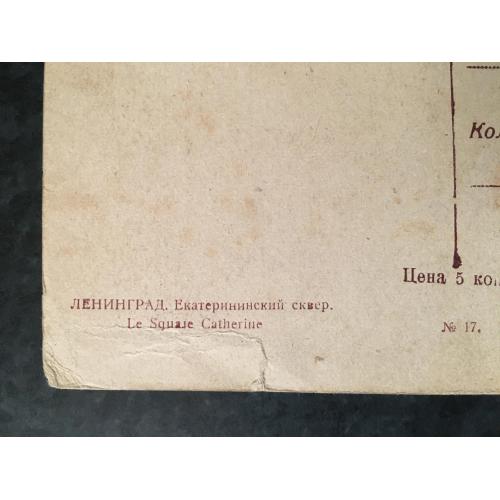 Цена 5
ЛЕНИНГРАД. Екатерининский сквер.
Le Square Catherine
№ 17.